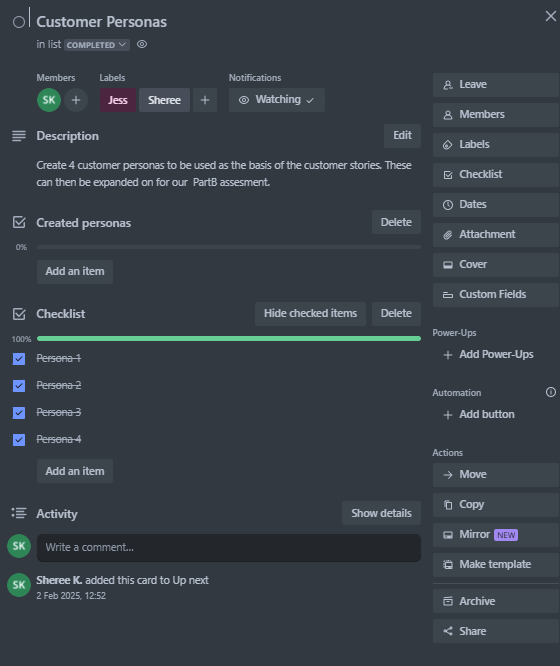 Customer Personas
in list COMPLETED
Members
Labels
Notifications
SK
Jess
Sheree
Watching
Description
Edit
Create 4 customer personas to be used as the basis of the customer stories. These
can then be expanded on for our PartB assesment.
Created personas
Delete
0%
Add an item
Checklist
Hide checked items
Delete
100%
Persona 1
Persona 2
Persona 3
Persona 4
Add an item
Activity
Show details
SK
Write a comment...
SK
Sheree K. added this card to Up next
2 Feb 2025, 12:52
Leave
Members
Labels
Checklist
Dates
Attachment
Cover
Custom Fields
Power-Ups
Add Power-Ups
Automation
Add button
Actions
Move
Copy
Mirror NEW
Make template
Archive
Share